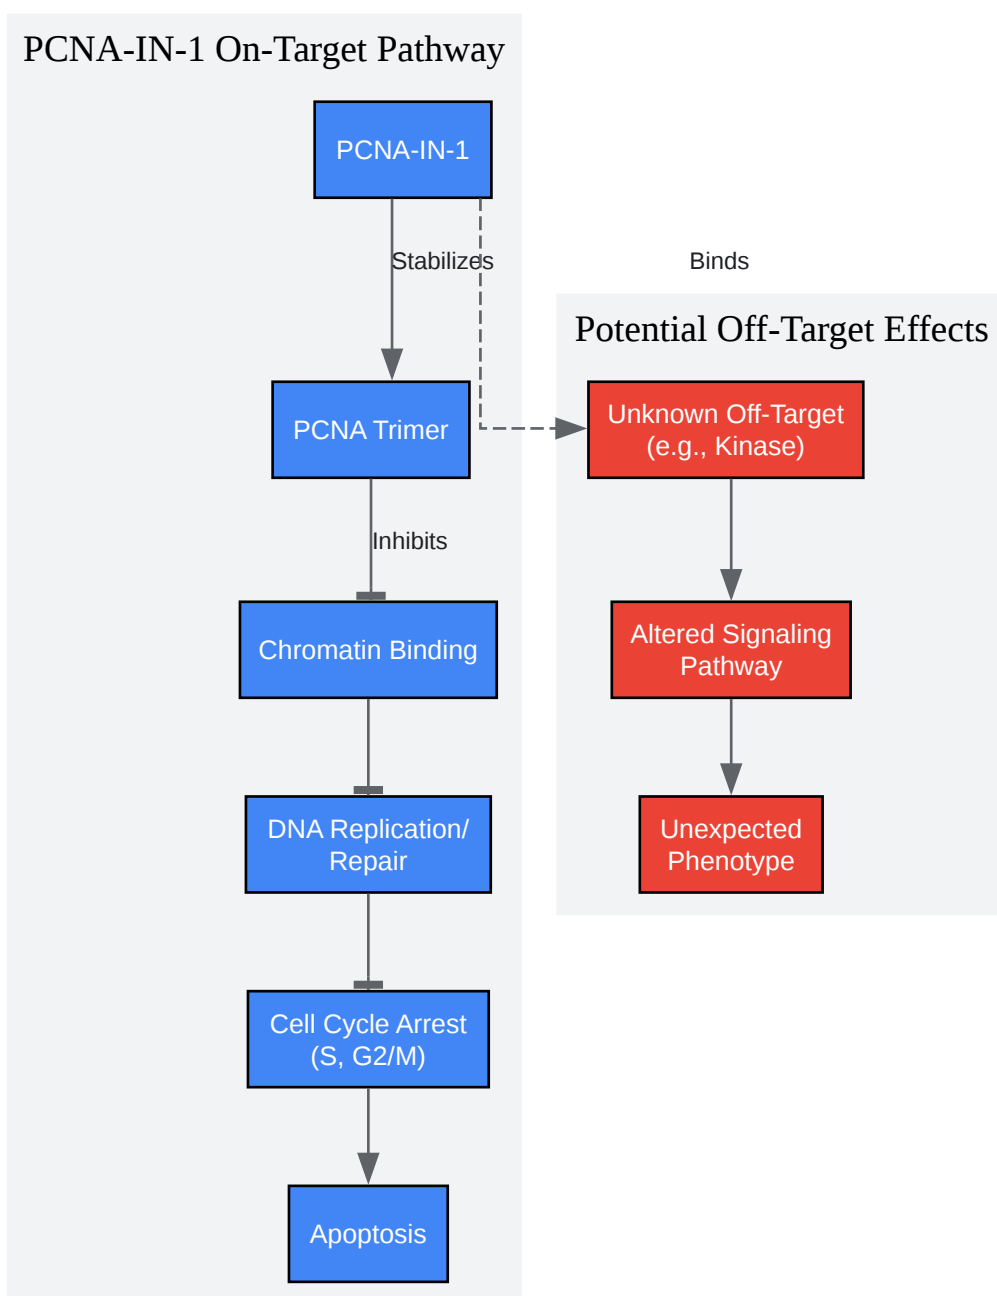 PCNA-IN-1 On-Target Pathway
PCNA-IN-1
Stabilizes
Binds
Potential Off-Target Effects
PCNA Trimer
Unknown Off-Target
(e.g., Kinase)
Inhibits
Chromatin Binding
Altered Signaling
Pathway
DNA Replication/
Repair
Unexpected
Phenotype
Cell Cycle Arrest
(S, G2/M)
Apoptosis